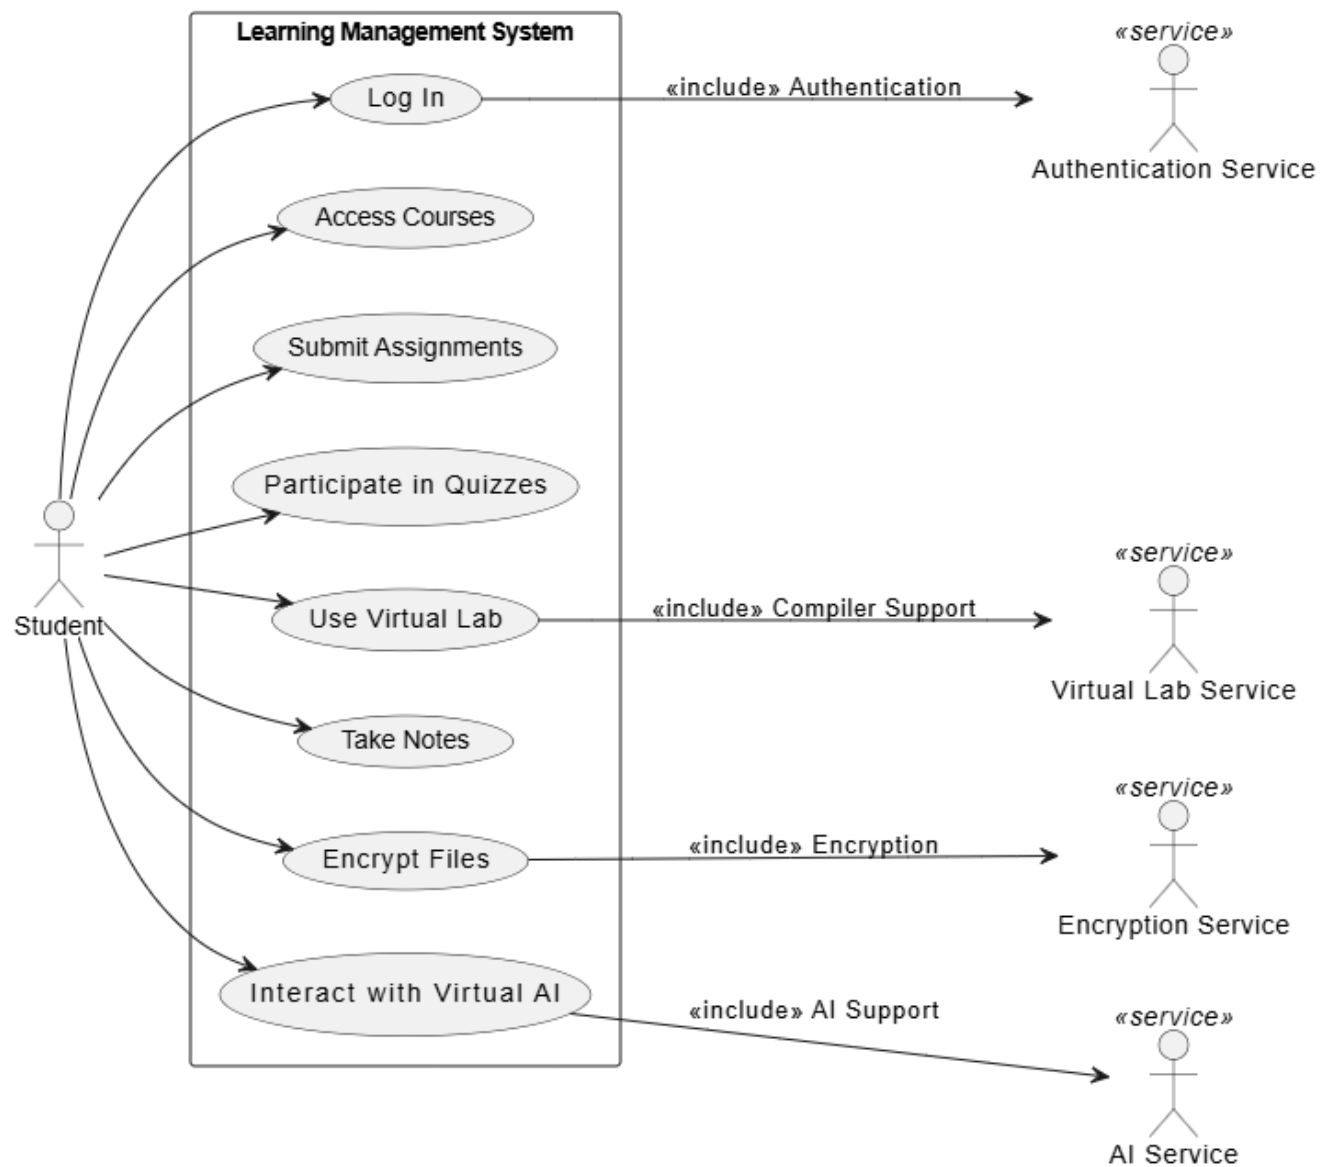 Learning Management System
«service»
Log In
«include» Authentication
Authentication Service
Access Courses
Submit Assignments
Participate in Quizzes
«service»
Student
Use Virtual Lab
«include» Compiler Support
Virtual Lab Service
Take Notes
«service»
Encrypt Files
«include» Encryption
Encryption Service
Interact with Virtual AI
«include» AI Support
«service»
AI Service